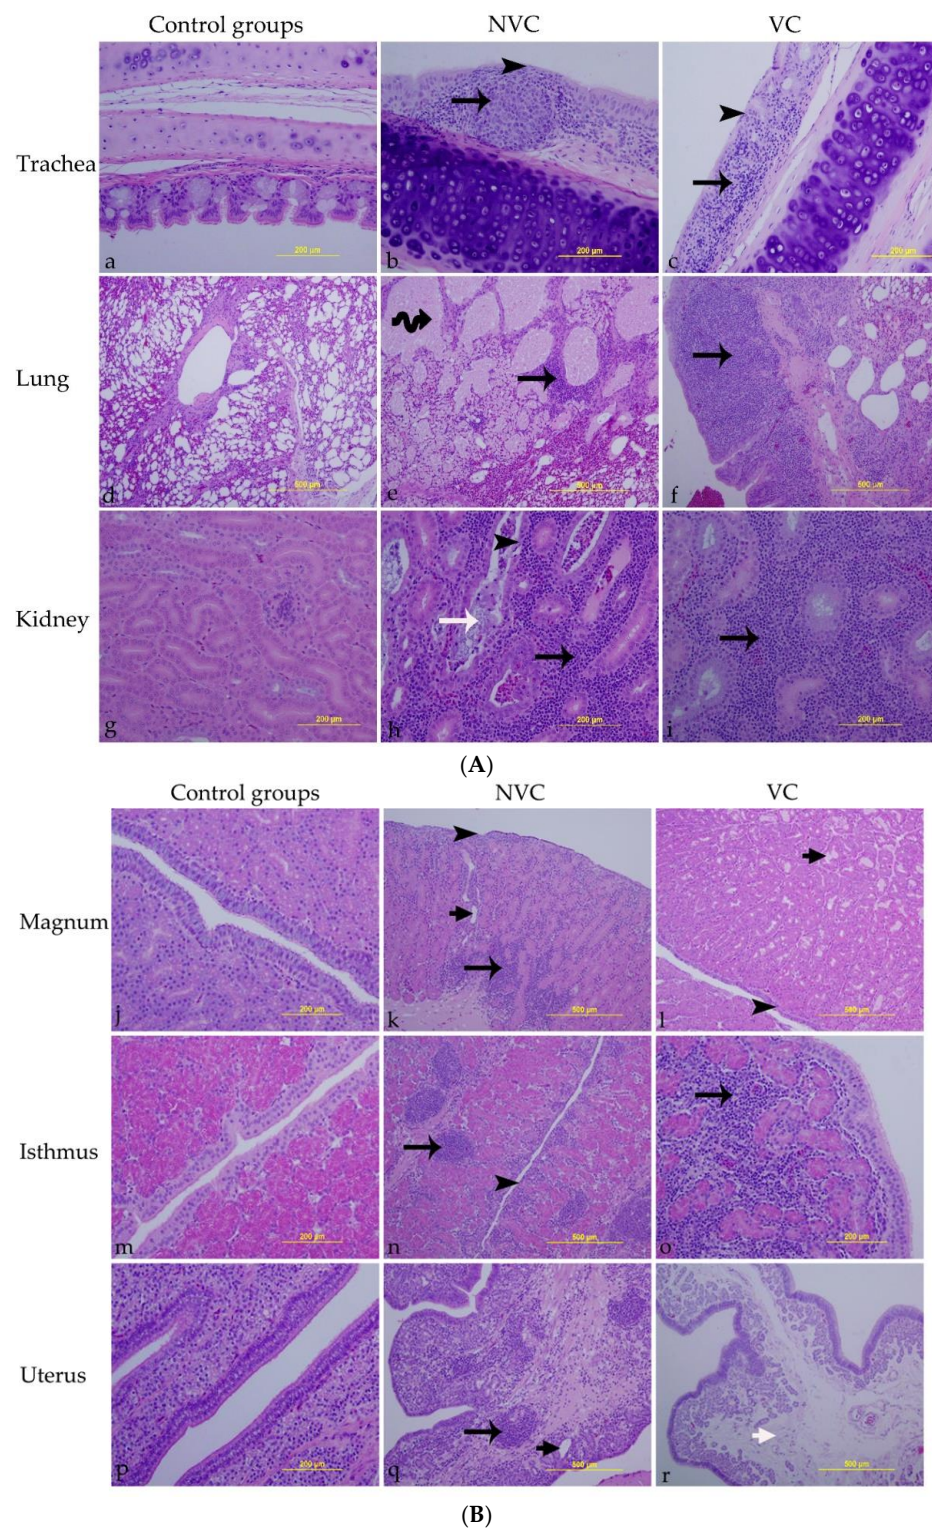 Control groups NVC VC
Trachea
200 µm 200 µm 200 µm
a b c
Lung
500 µm 500 µm 500 µm
d e f
Kidney
200 µm 200 µm 200 µm
g h i
(A)
Control groups NVC VC
Magnum
200 µm 500 µm 500 µm
j k l
Isthmus
200 µm 500 µm 200 µm
m n o
Uterus
200 µm 500 µm 500 µm
p q r
(B)